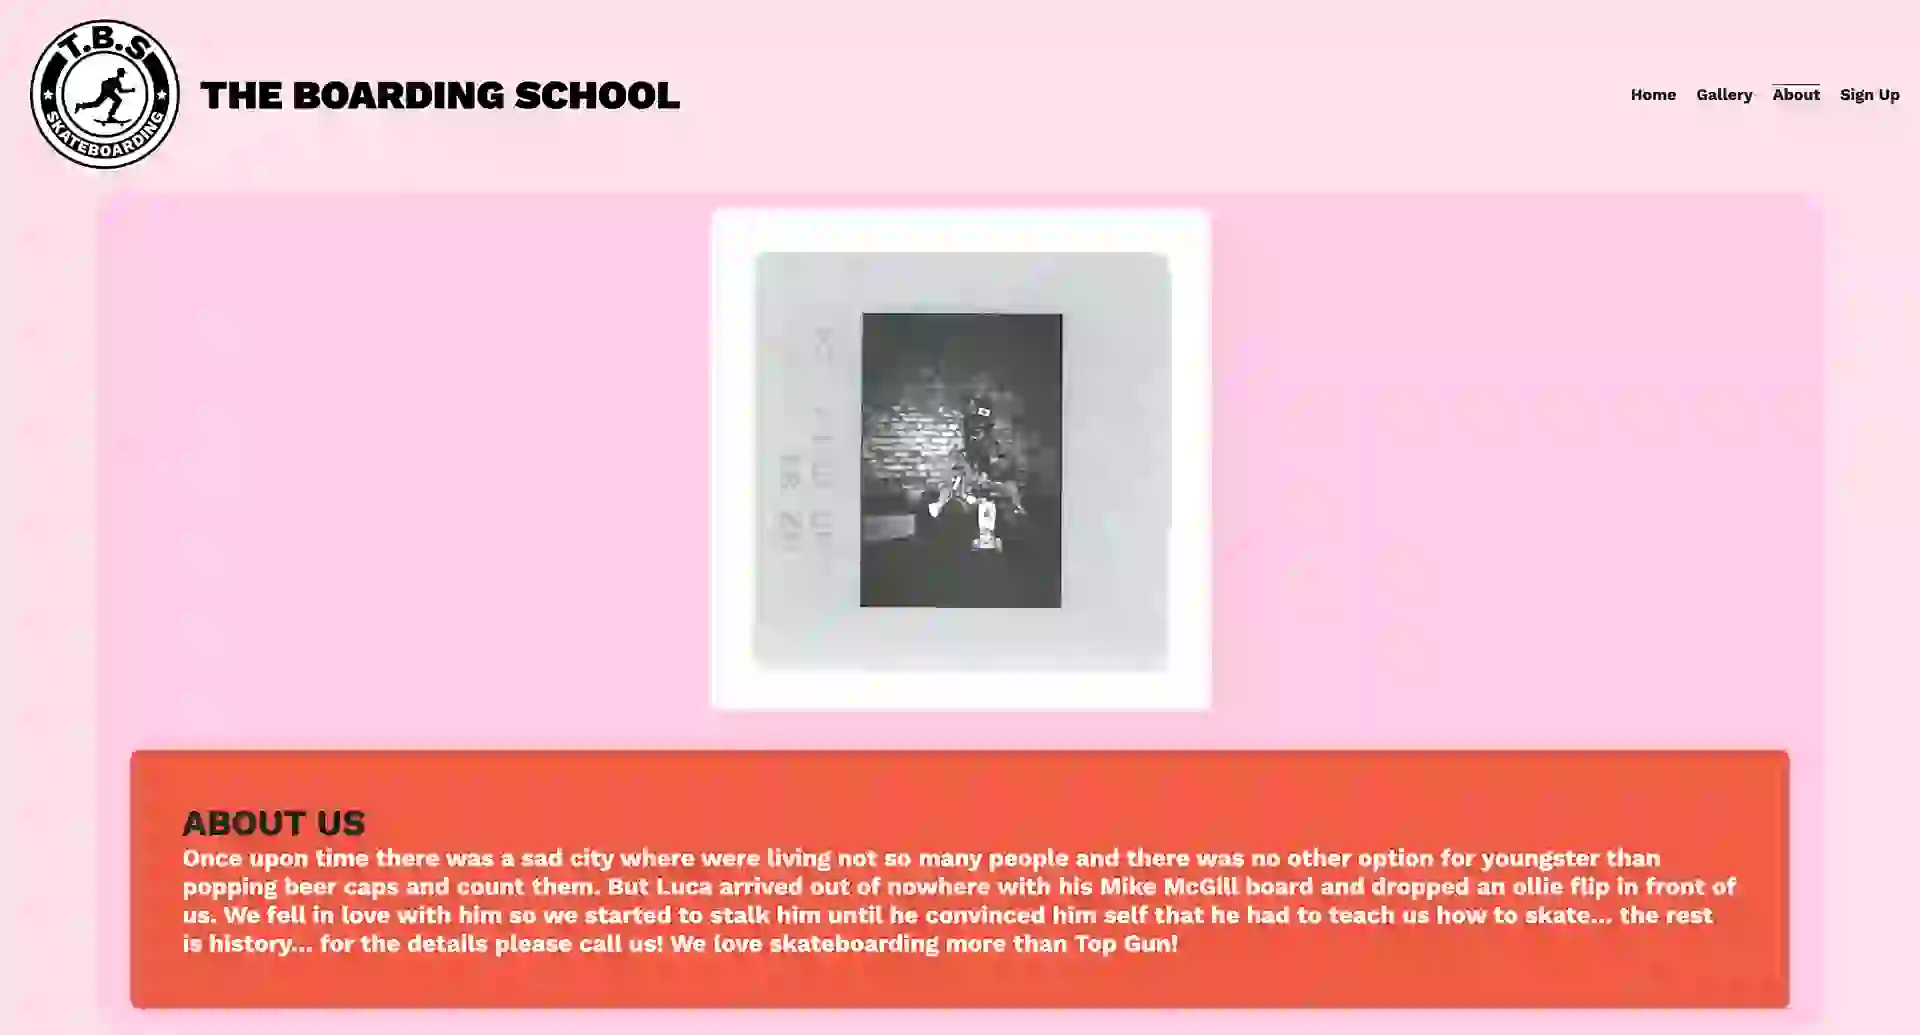 T.B.S
SKATEBOARDING
THE BOARDING SCHOOL
Home Gallery About Sign Up
ABOUT US
Once upon time there was a sad city where were living not so many people and there was no other option for youngster than
popping beer caps and count them. But Luca arrived out of nowhere with his Mike McGill board and dropped an ollie flip in front of
us. We fell in love with him so we started to stalk him until he convinced him self that he had to teach us how to skate... the rest
is history... for the details please call us! We love skateboarding more than Top Gun!